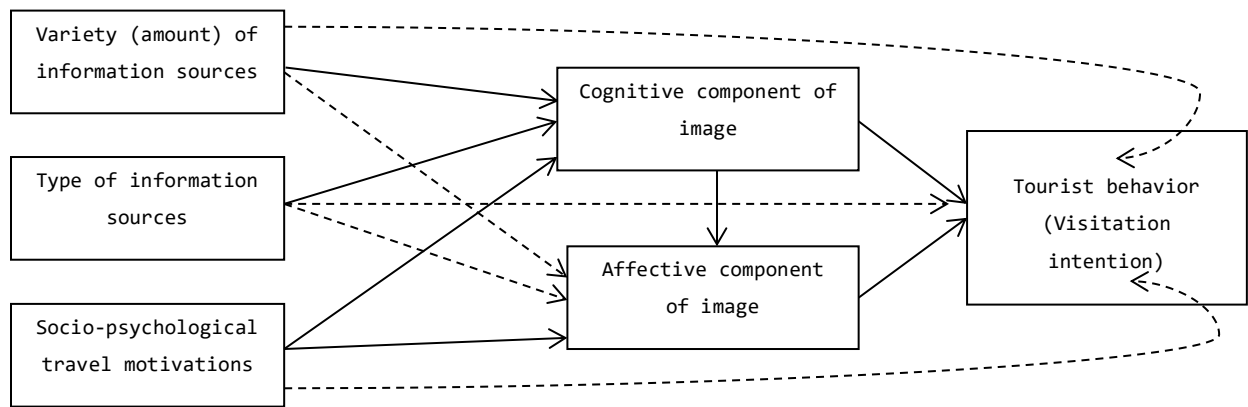 Variety (amount) of
information sources
Type of information
sources
Socio-psychological
travel motivations
Cognitive component of
image
Affective component
of image
Tourist behavior
(Visitation
intention)